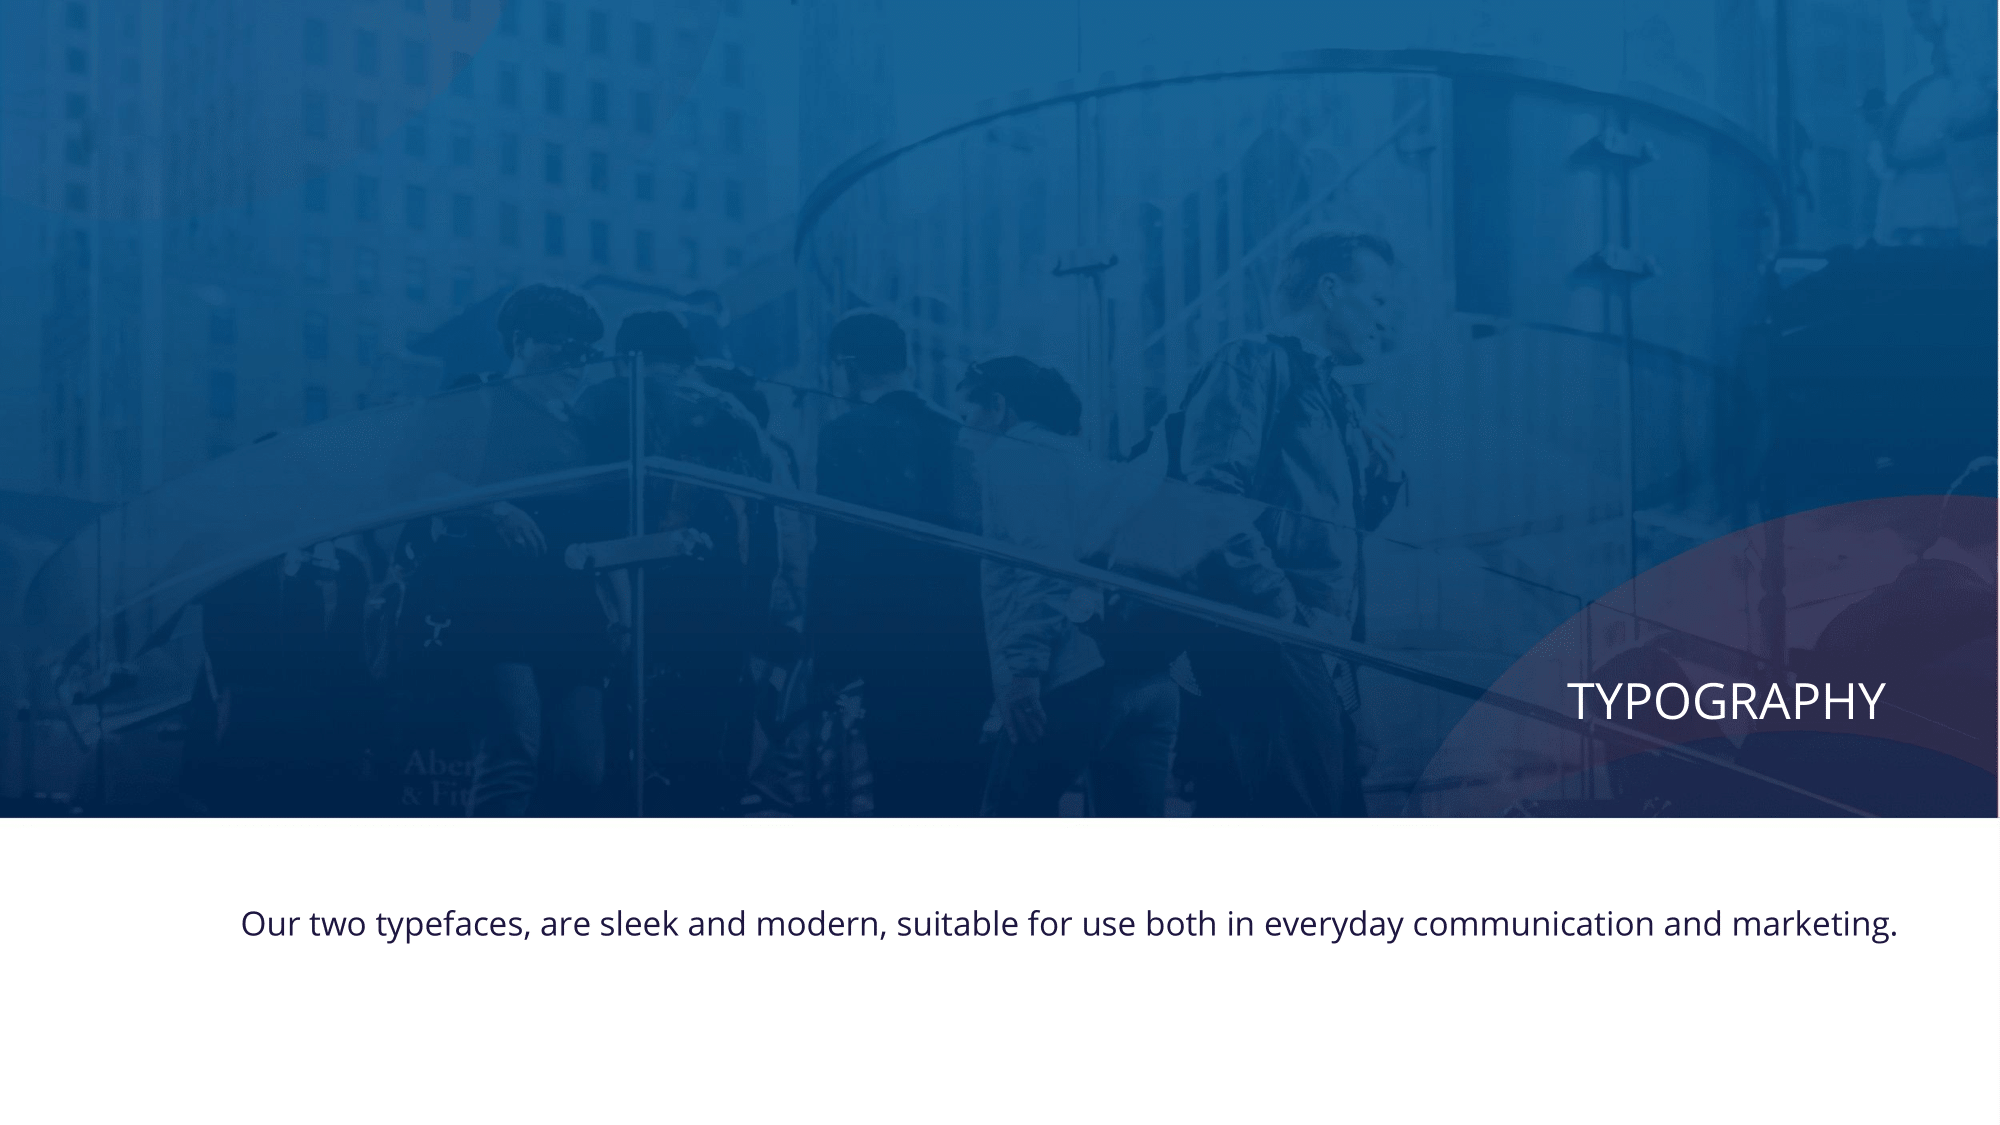 TYPOGRAPHY
Our two typefaces, are sleek and modern, suitable for use both in everyday communication and marketing.